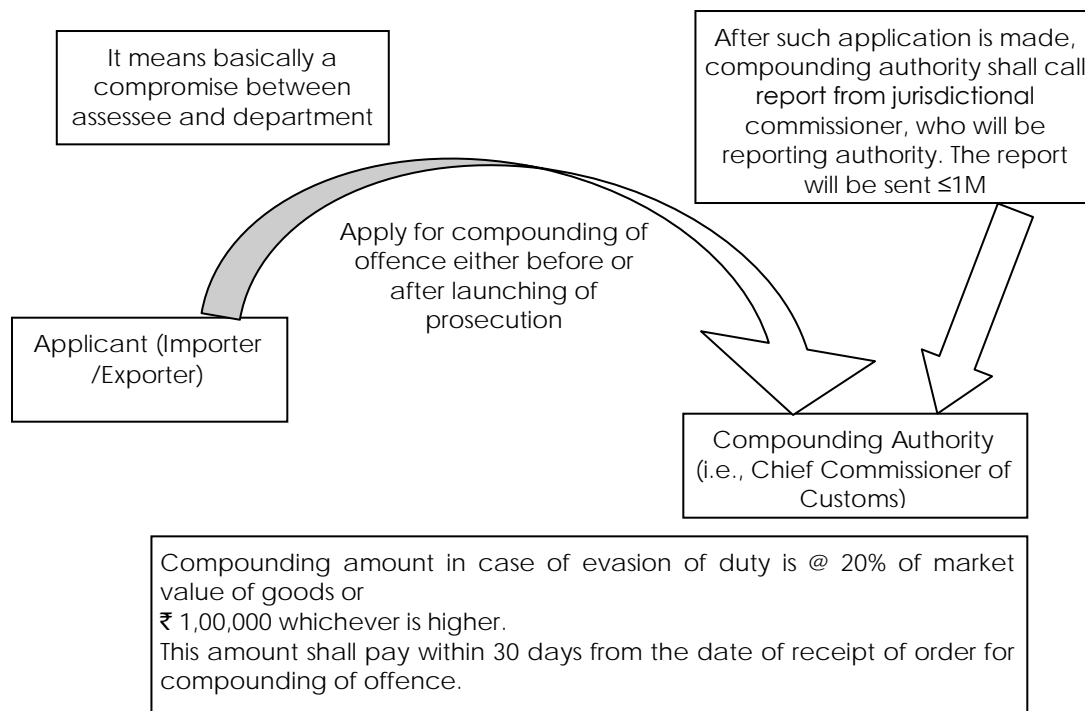 It means basically a
compromise between
assessee and department
After such application is made,
compounding authority shall call
report from jurisdictional
commissioner, who will be
reporting authority. The report
will be sent ≤1M
Apply for compounding of
offence either before or
after launching of
prosecution
Applicant (Importer
/Exporter)
Compounding Authority
(i.e., Chief Commissioner of
Customs)
Compounding amount in case of evasion of duty is @ 20% of market
value of goods or
₹ 1,00,000 whichever is higher.
This amount shall pay within 30 days from the date of receipt of order for
compounding of offence.